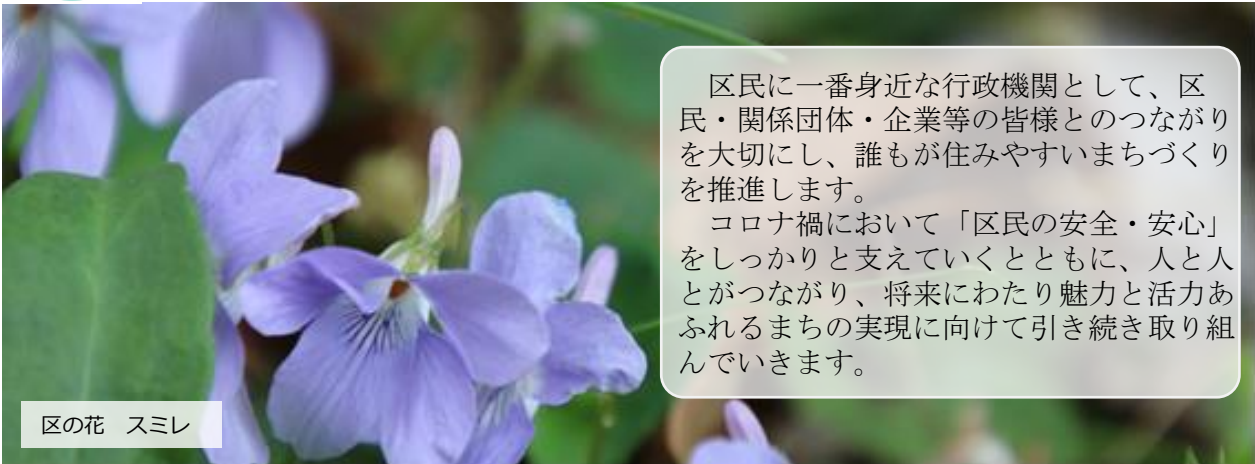 区民に一番身近な行政機関として、区
民・関係団体・企業等の皆様とのつながり
を大切にし、誰もが住みやすいまちづくり
を推進します。
　コロナ禍において「区民の安全・安心」
をしっかりと支えていくとともに、人と人
とがつながり、将来にわたり魅力と活力あ
ふれるまちの実現に向けて引き続き取り組
んでいきます。
区の花　スミレ